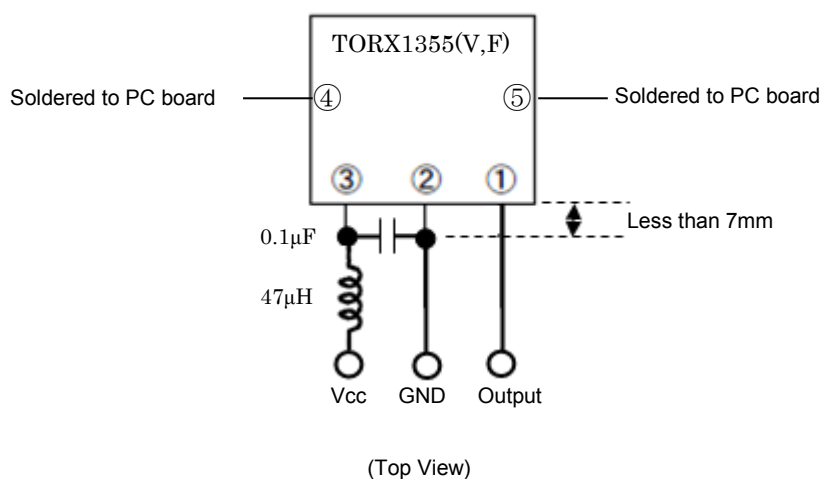 TORX1355(V,F)
Soldered to PC board
④
⑤
Soldered to PC board
③
②
①
Less than 7mm
0.1μF
47μH
Vcc
GND
Output
(Top View)